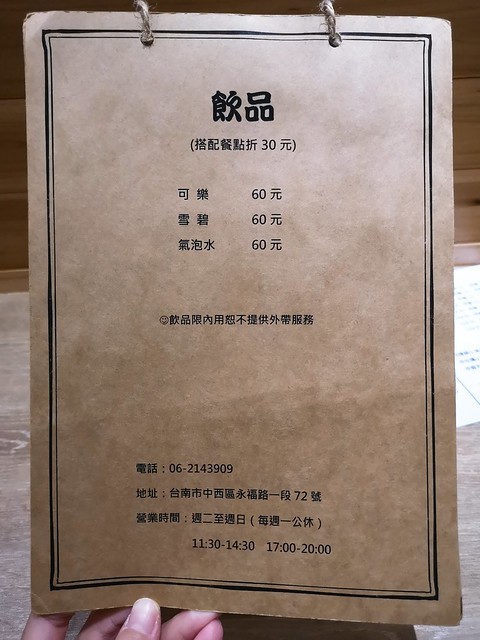 飲品
(搭配餐點折 30 元)
可 樂 60 元
雪 碧 60 元
氣泡水 60 元
☺飲品限內用恕不提供外帶服務
電話：06-2143909
地址：台南市中西區永福路一段 72 號
營業時間：週二至週日（每週一公休）
11:30-14:30 17:00-20:00